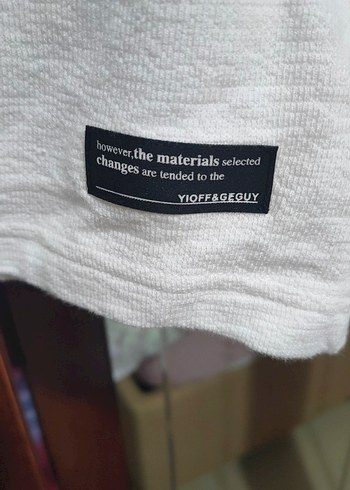 however,the materials selected
changes are tended to the
YIOFF&GEGUY